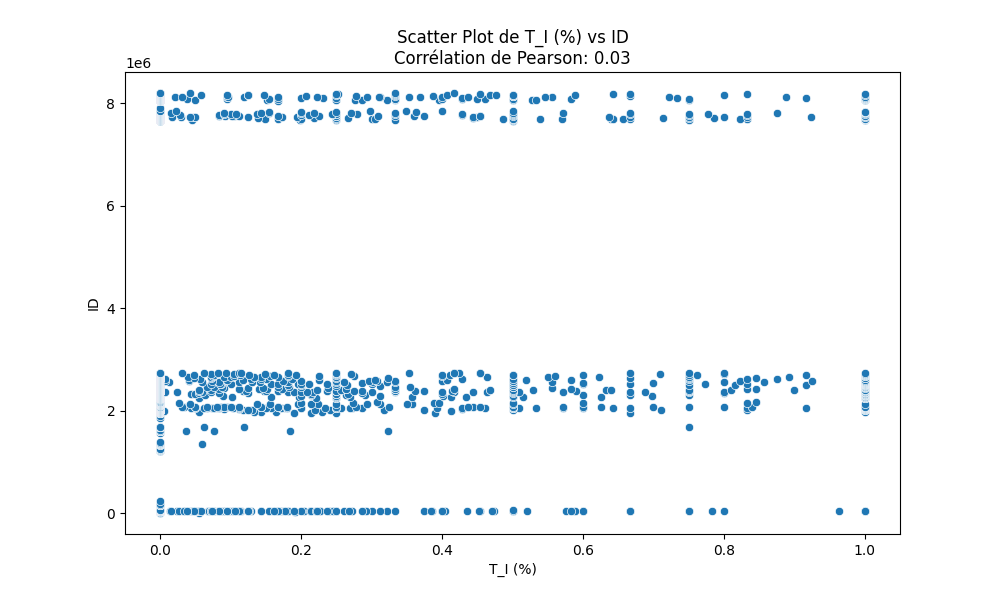 Scatter Plot de T_I (%) vs ID
Corrélation de Pearson: 0.03
1e6
8
6
4
2
0
ID
0.0 0.2 0.4 0.6 0.8 1.0
T_I (%)